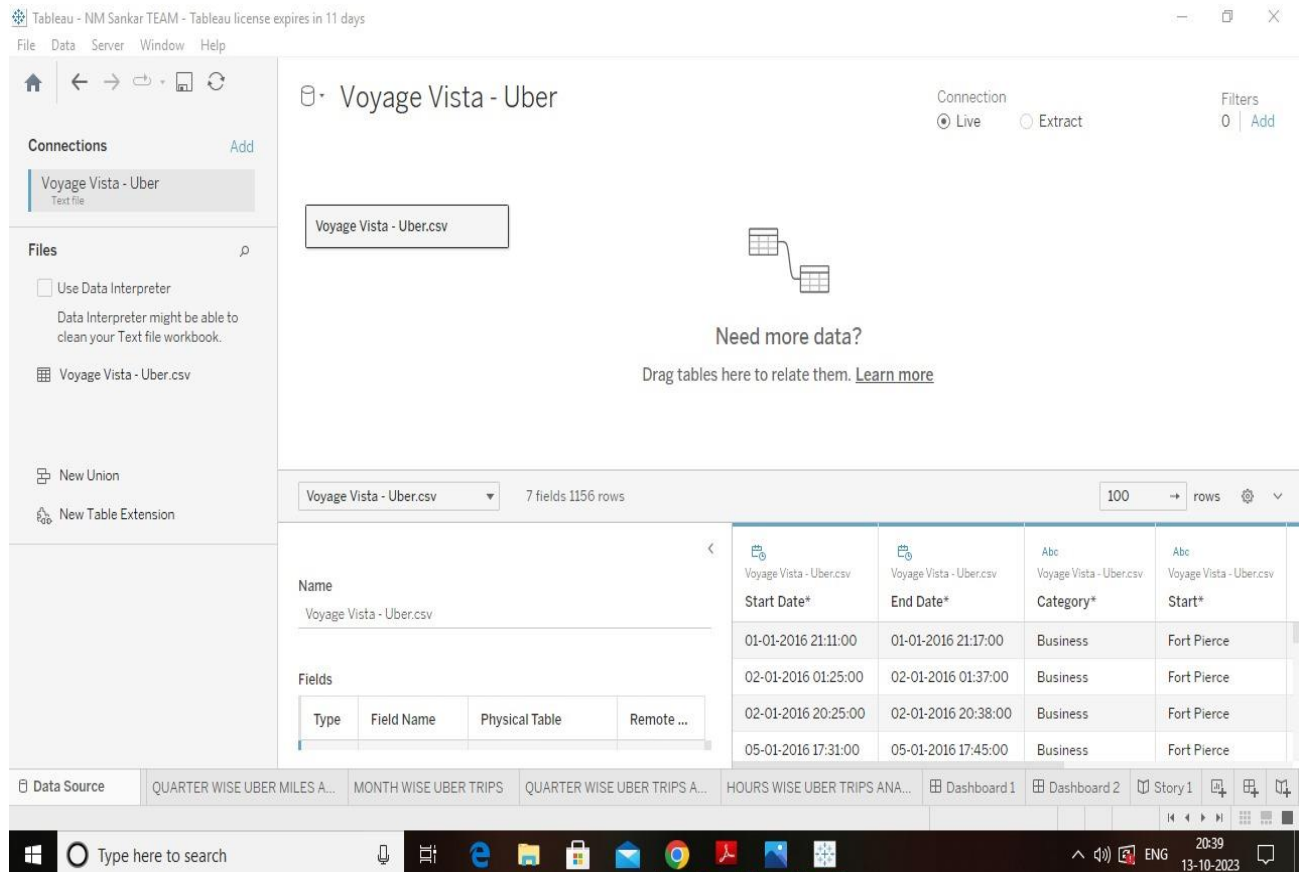 Tableau - NM Sankar TEAM - Tableau license expires in 11 days
File Data Server Window Help
Connections Add
Voyage Vista - Uber
Text file
Files
Use Data Interpreter
Data Interpreter might be able to
clean your Text file workbook.
Voyage Vista - Uber.csv
New Union
New Table Extension
Voyage Vista - Uber
Connection
Live Extract
Filters
0 Add
Voyage Vista - Uber.csv
Need more data?
Drag tables here to relate them. Learn more
Voyage Vista - Uber.csv 7 fields 1156 rows 100 rows
Name
Voyage Vista - Uber.csv
Fields
Type Field Name Physical Table Remote ...
Abc Abc
Voyage Vista - Uber.csv Voyage Vista - Uber.csv Voyage Vista - Uber.csv Voyage Vista - Uber.csv
Start Date* End Date* Category* Start*
01-01-2016 21:11:00 01-01-2016 21:17:00 Business Fort Pierce
02-01-2016 01:25:00 02-01-2016 01:37:00 Business Fort Pierce
02-01-2016 20:25:00 02-01-2016 20:38:00 Business Fort Pierce
05-01-2016 17:31:00 05-01-2016 17:45:00 Business Fort Pierce
Data Source QUARTER WISE UBER MILES A... MONTH WISE UBER TRIPS QUARTER WISE UBER TRIPS A... HOURS WISE UBER TRIPS ANA... Dashboard 1 Dashboard 2 Story 1
Type here to search ENG 20:39
13-10-2023